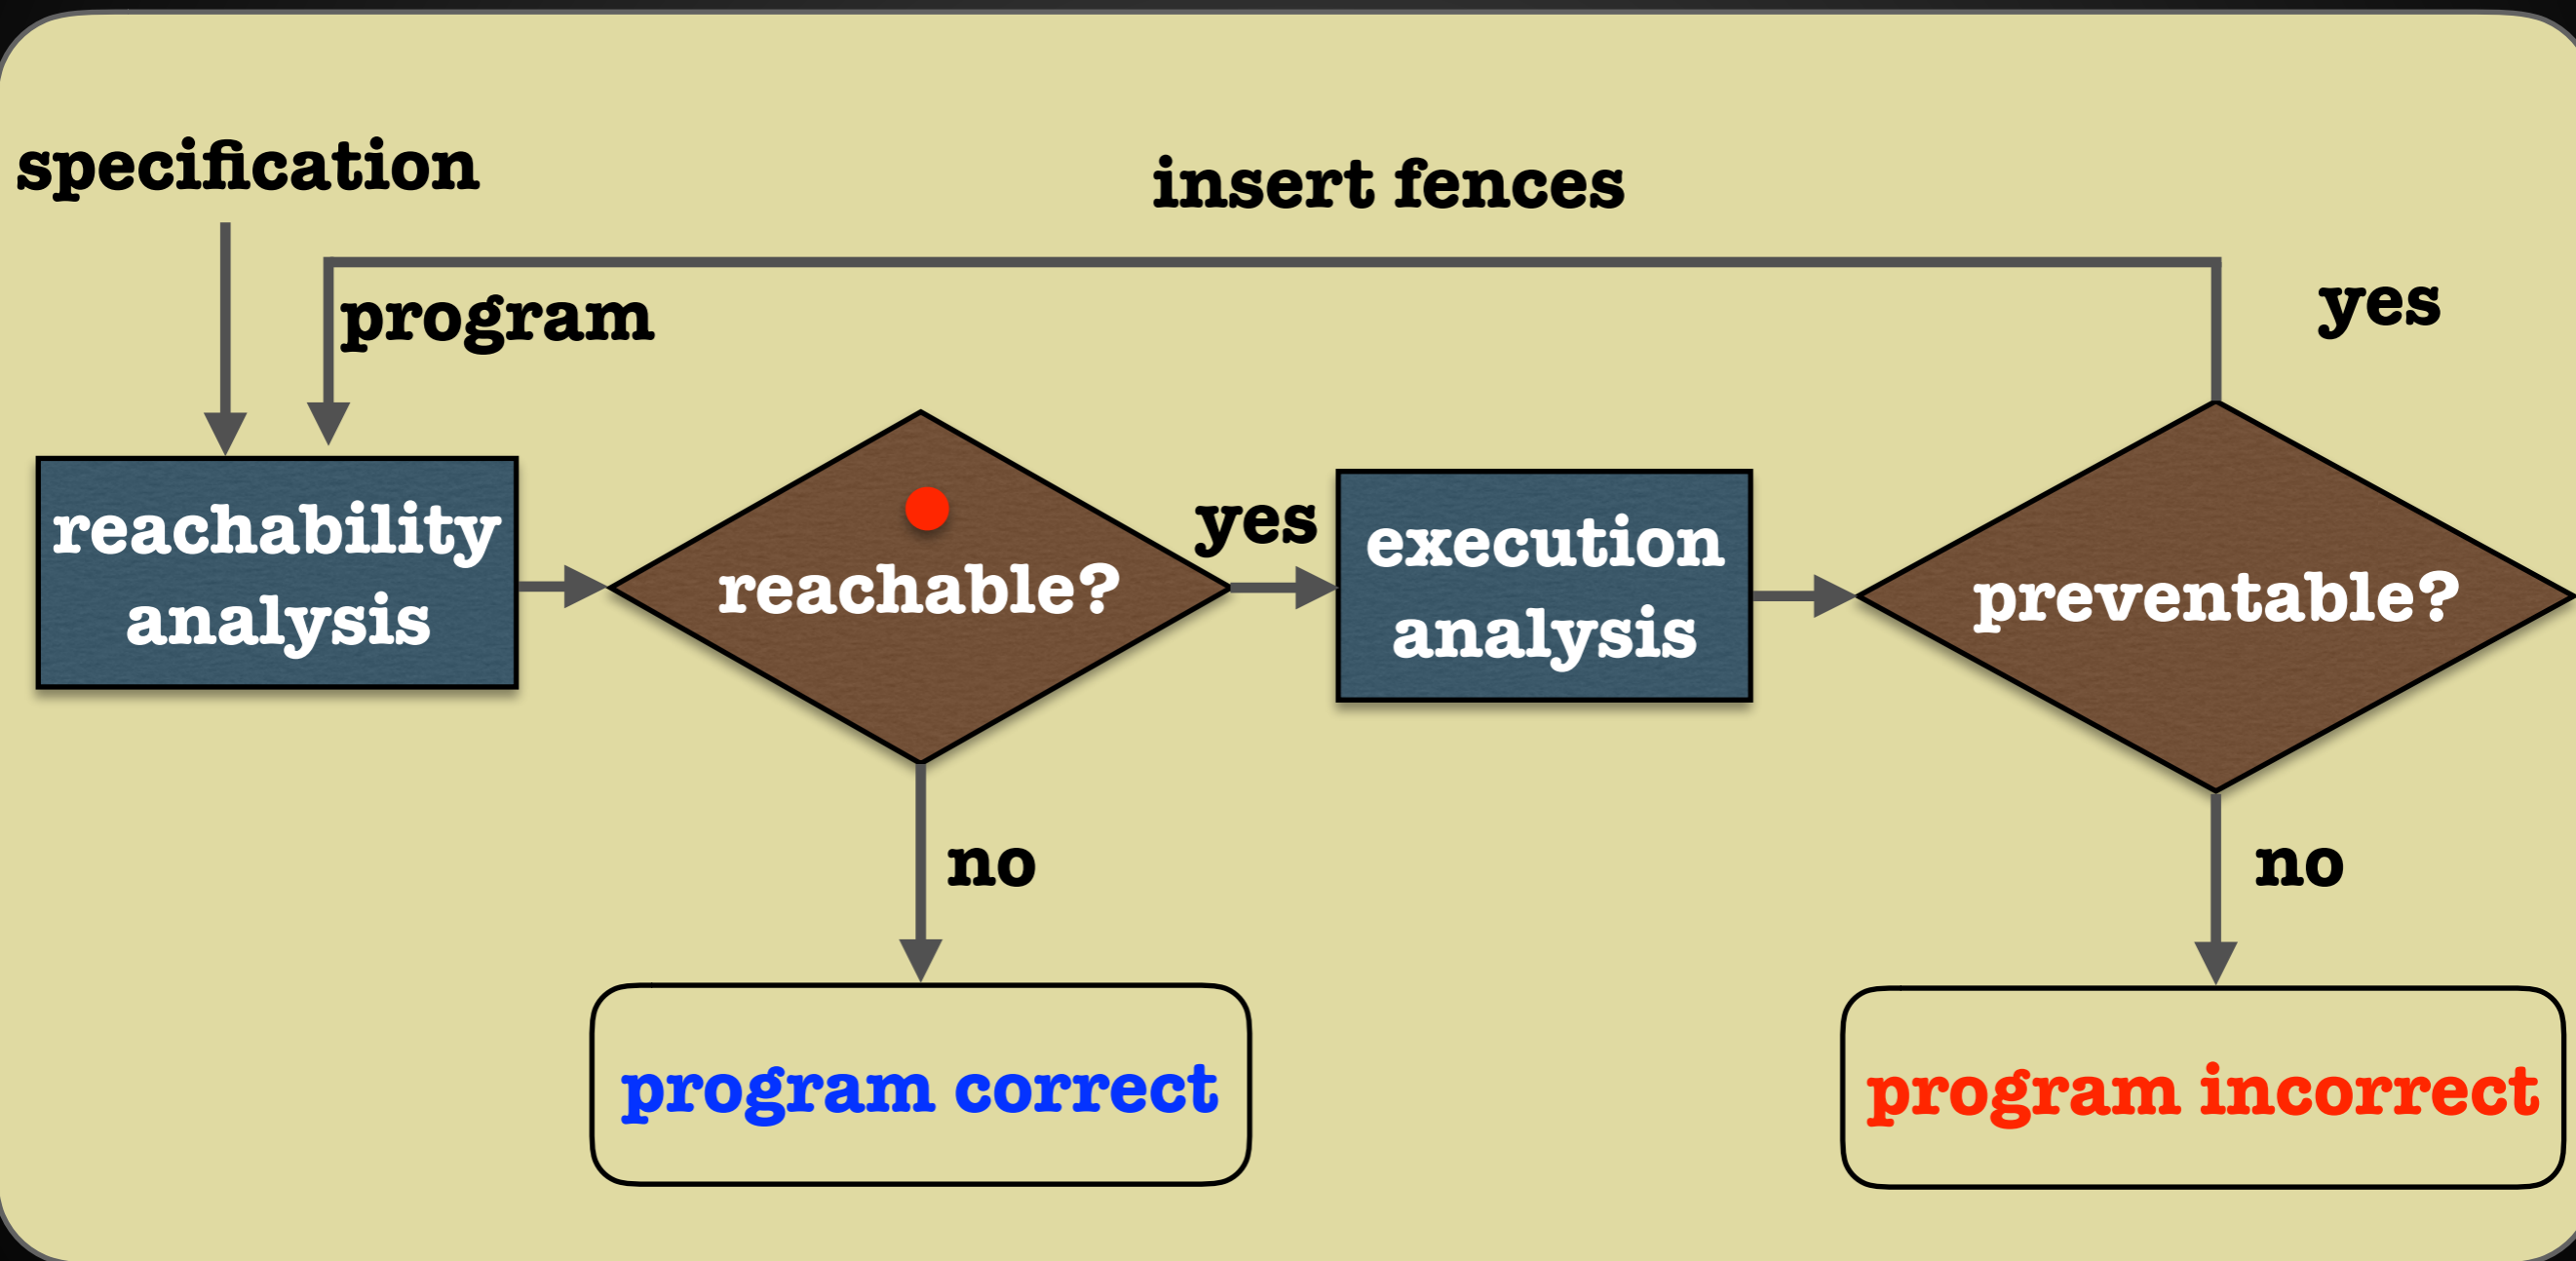 specification
insert fences
program
yes
reachability
analysis
reachable?
yes
execution
analysis
preventable?
no
no
program correct
program incorrect